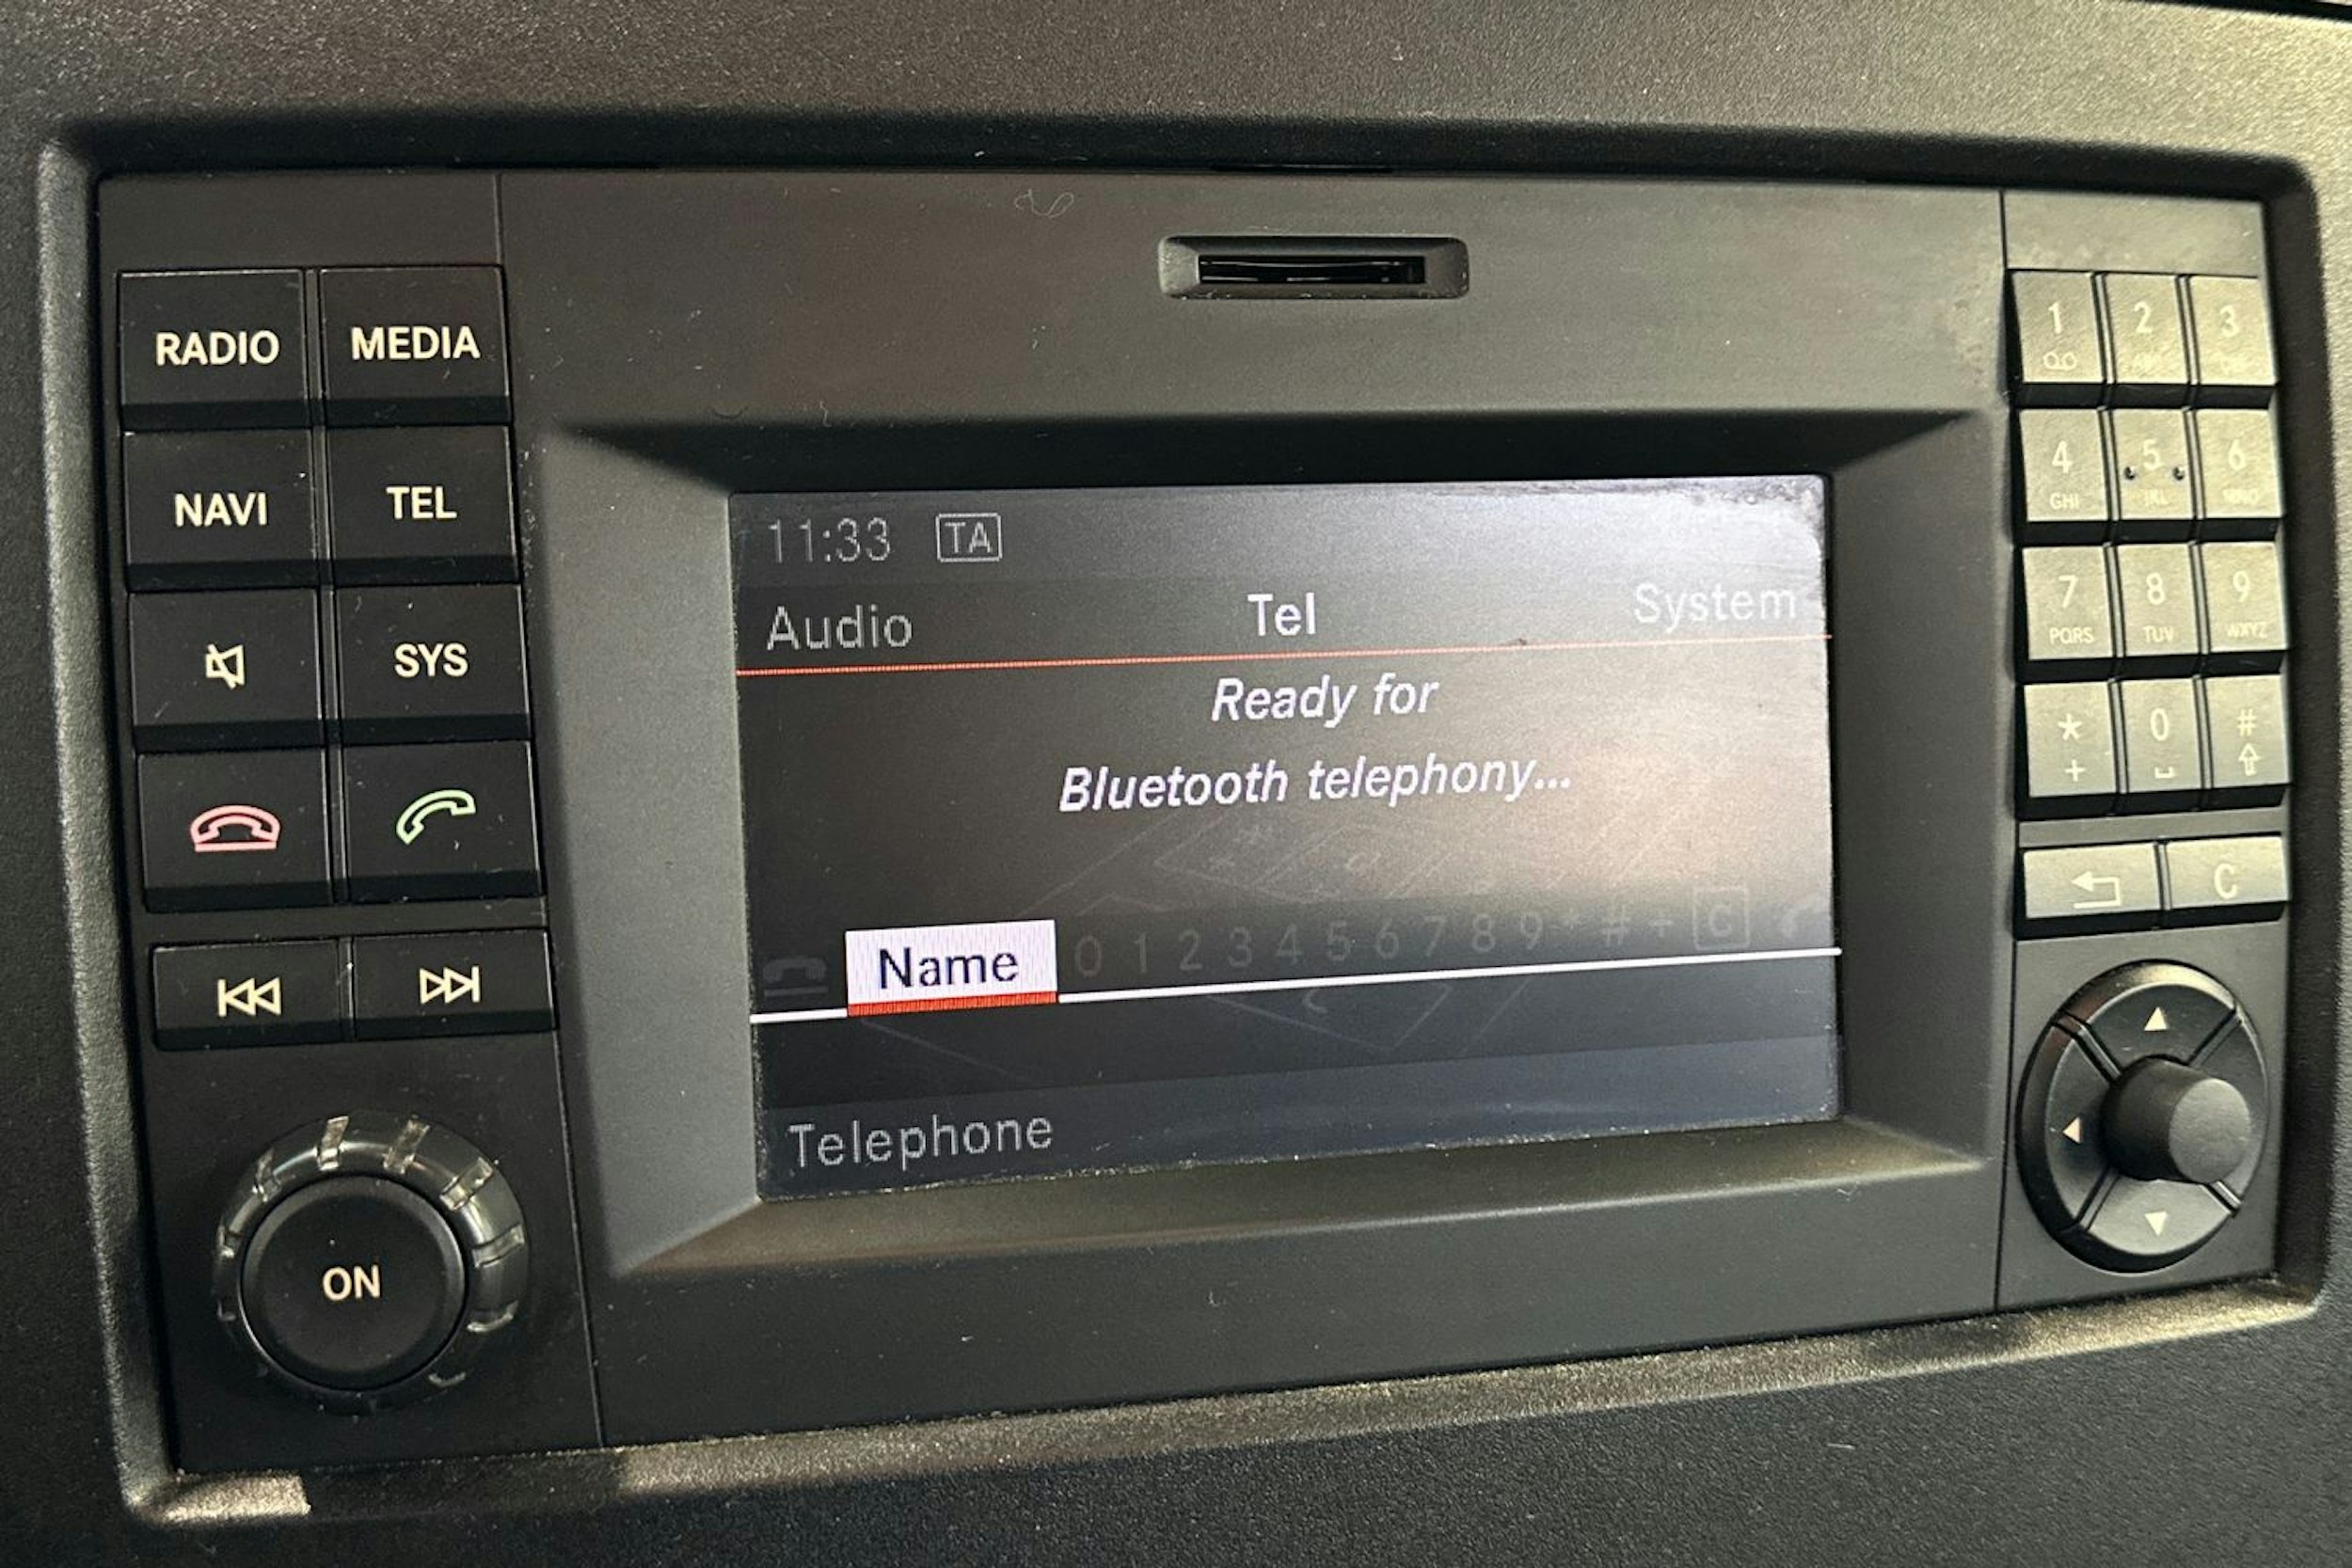 RADIO MEDIA
NAVI TEL
SYS
ON
11:33 TA
Audio Tel System
Ready for
Bluetooth telephony...
Name 0 1 2 3 4 5 6 7 8 9 * # + C
Telephone
1 2 3
4 5 6
GHI
7 8 9
PQRS TUV WXYZ
* 0 #
+
C